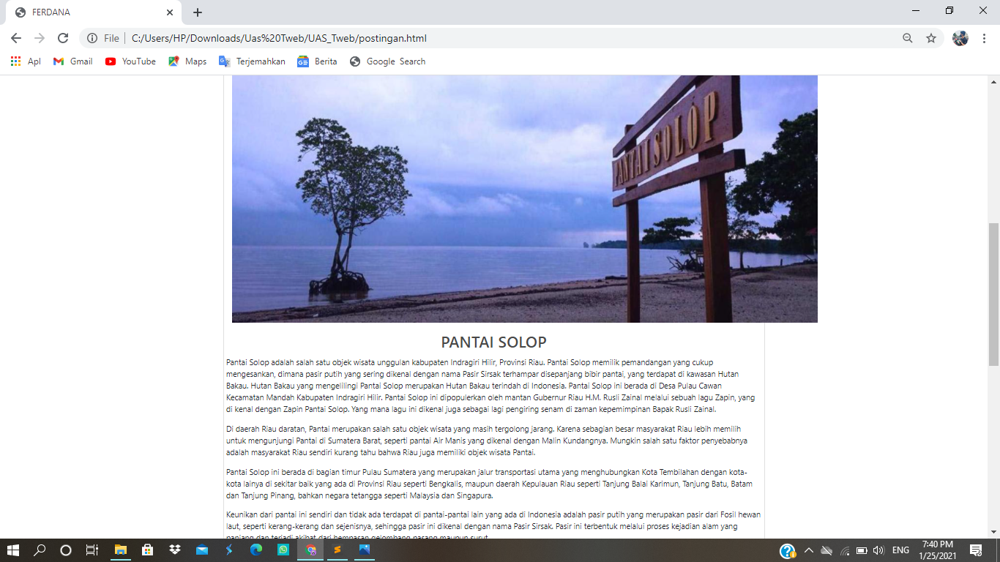 FERDANA
File
C:/Users/HP/Downloads/Uas%20Tweb/UAS_Tweb/postingan.html
Apl
Gmail
YouTube
Maps
Terjemahkan
Berita
Google Search
PANTAI SOLOP
PANTAI SOLOP
Pantai Solop adalah salah satu objek wisata unggulan kabupaten Indragiri Hilir, Provinsi Riau. Pantai Solop memilik pemandangan yang cukup
mengesankan, dimana pasir putih yang sering dikenal dengan nama Pasir Sirsak terhampar disepanjang bibir pantai, yang terdapat di kawasan Hutan
Bakau. Hutan Bakau yang mengelilingi Pantai Solop merupakan Hutan Bakau terindah di Indonesia. Pantai Solop ini berada di Desa Pulau Cawan
Kecamatan Mandah Kabupaten Indragiri Hilir. Pantai Solop ini dipopulerkan oleh mantan Gubernur Riau H.M. Rusli Zainal melalui sebuah lagu Zapin, yang
di kenal dengan Zapin Pantai Solop. Yang mana lagu ini dikenal juga sebagai lagi pengiring senam di zaman kepemimpinan Bapak Rusli Zainal.
Di daerah Riau daratan, Pantai merupakan salah satu objek wisata yang masih tergolong jarang. Karena sebagian besar masyarakat Riau lebih memilih
untuk mengunjungi Pantai di Sumatera Barat, seperti pantai Air Manis yang dikenal dengan Malin Kundangnya. Mungkin salah satu faktor penyebabnya
adalah masyarakat Riau sendiri kurang tahu bahwa Riau juga memiliki objek wisata Pantai.
Pantai Solop ini berada di bagian timur Pulau Sumatera yang merupakan jalur transportasi utama yang menghubungkan Kota Tembilahan dengan kota-
kota lainya di sekitar baik yang ada di Provinsi Riau seperti Bengkalis, maupun daerah Kepulauan Riau seperti Tanjung Balai Karimun, Tanjung Batu, Batam
dan Tanjung Pinang, bahkan negara tetangga seperti Malaysia dan Singapura.
Keunikan dari pantai ini sendiri dan tidak ada terdapat di pantai-pantai lain yang ada di Indonesia adalah pasir putih yang merupakan pasir dari Fosil hewan
laut, seperti kerang-kerang dan sejenisnya, sehingga pasir ini dikenal dengan nama Pasir Sirsak. Pasir ini terbentuk melalui proses kejadian alam yang
panjang dan terjadi akibat dari hempasan gelombang pasang maupun surut.
ENG
7:40 PM
1/25/2021